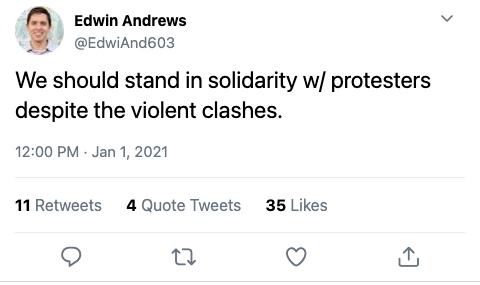 Edwin Andrews
@EdwiAnd603
We should stand in solidarity w/ protesters
despite the violent clashes.
12:00 PM · Jan 1, 2021
11 Retweets 4 Quote Tweets 35 Likes